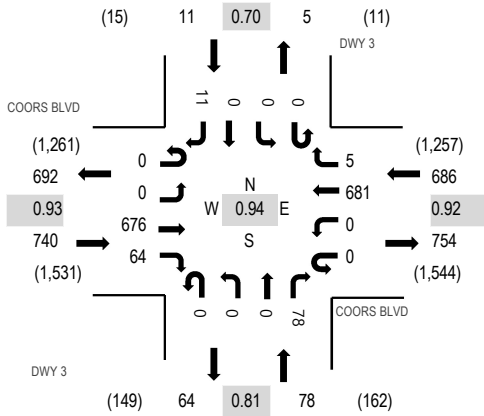 (15) 11 0.70 5 (11)
DWY 3
11 0 0 0
COORS BLVD
(1,261) (1,257)
0 5
692 686
0 N 681
0.93 W 0.94 E 0.92
676 0
740 S 754
64 0
(1,531) (1,544)
0 0 0 78
COORS BLVD
DWY 3
(149) 64 0.81 78 (162)